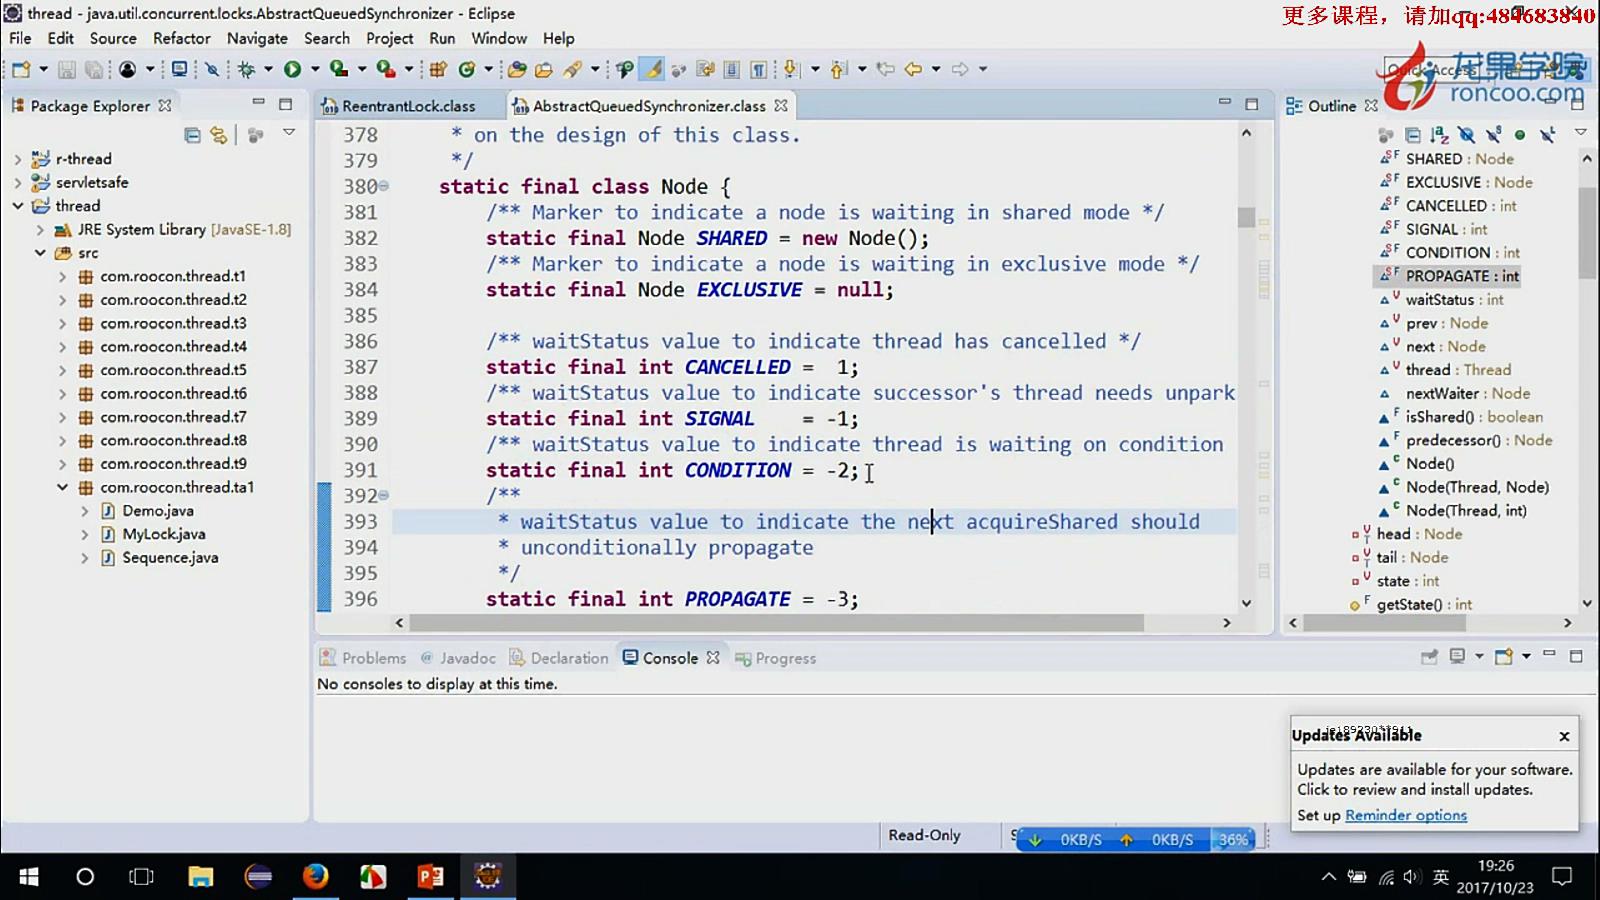 thread - java.util.concurrent.locks.AbstractQueuedSynchronizer - Eclipse
更多课程，请加qq:484683840
File Edit Source Refactor Navigate Search Project Run Window Help
龙果学院
roncoo.com
Package Explorer
r-thread
servletsafe
thread
JRE System Library [JavaSE-1.8]
src
com.roocon.thread.t1
com.roocon.thread.t2
com.roocon.thread.t3
com.roocon.thread.t4
com.roocon.thread.t5
com.roocon.thread.t6
com.roocon.thread.t7
com.roocon.thread.t8
com.roocon.thread.t9
com.roocon.thread.ta1
Demo.java
MyLock.java
Sequence.java
ReentrantLock.class AbstractQueuedSynchronizer.class
378 * on the design of this class.
379 */
380 static final class Node {
381 /** Marker to indicate a node is waiting in shared mode */
382 static final Node SHARED = new Node();
383 /** Marker to indicate a node is waiting in exclusive mode */
384 static final Node EXCLUSIVE = null;
385
386 /** waitStatus value to indicate thread has cancelled */
387 static final int CANCELLED = 1;
388 /** waitStatus value to indicate successor's thread needs unpark
389 static final int SIGNAL = -1;
390 /** waitStatus value to indicate thread is waiting on condition
391 static final int CONDITION = -2;
392 /**
393 * waitStatus value to indicate the next acquireShared should
394 * unconditionally propagate
395 */
396 static final int PROPAGATE = -3;
Outline
SHARED : Node
EXCLUSIVE : Node
CANCELLED : int
SIGNAL : int
CONDITION : int
PROPAGATE : int
waitStatus : int
prev : Node
next : Node
thread : Thread
nextWaiter : Node
isShared() : boolean
predecessor() : Node
Node()
Node(Thread, Node)
Node(Thread, int)
head : Node
tail : Node
state : int
getState() : int
Problems Javadoc Declaration Console Progress
No consoles to display at this time.
Updates Available
Updates are available for your software.
Click to review and install updates.
Set up Reminder options
Read-Only
0KB/S 0KB/S 36%
英
19:26
2017/10/23